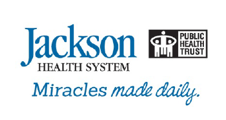 Jackson
HEALTH SYSTEM
PUBLIC
HEALTH
TRUST
Miracles made daily.